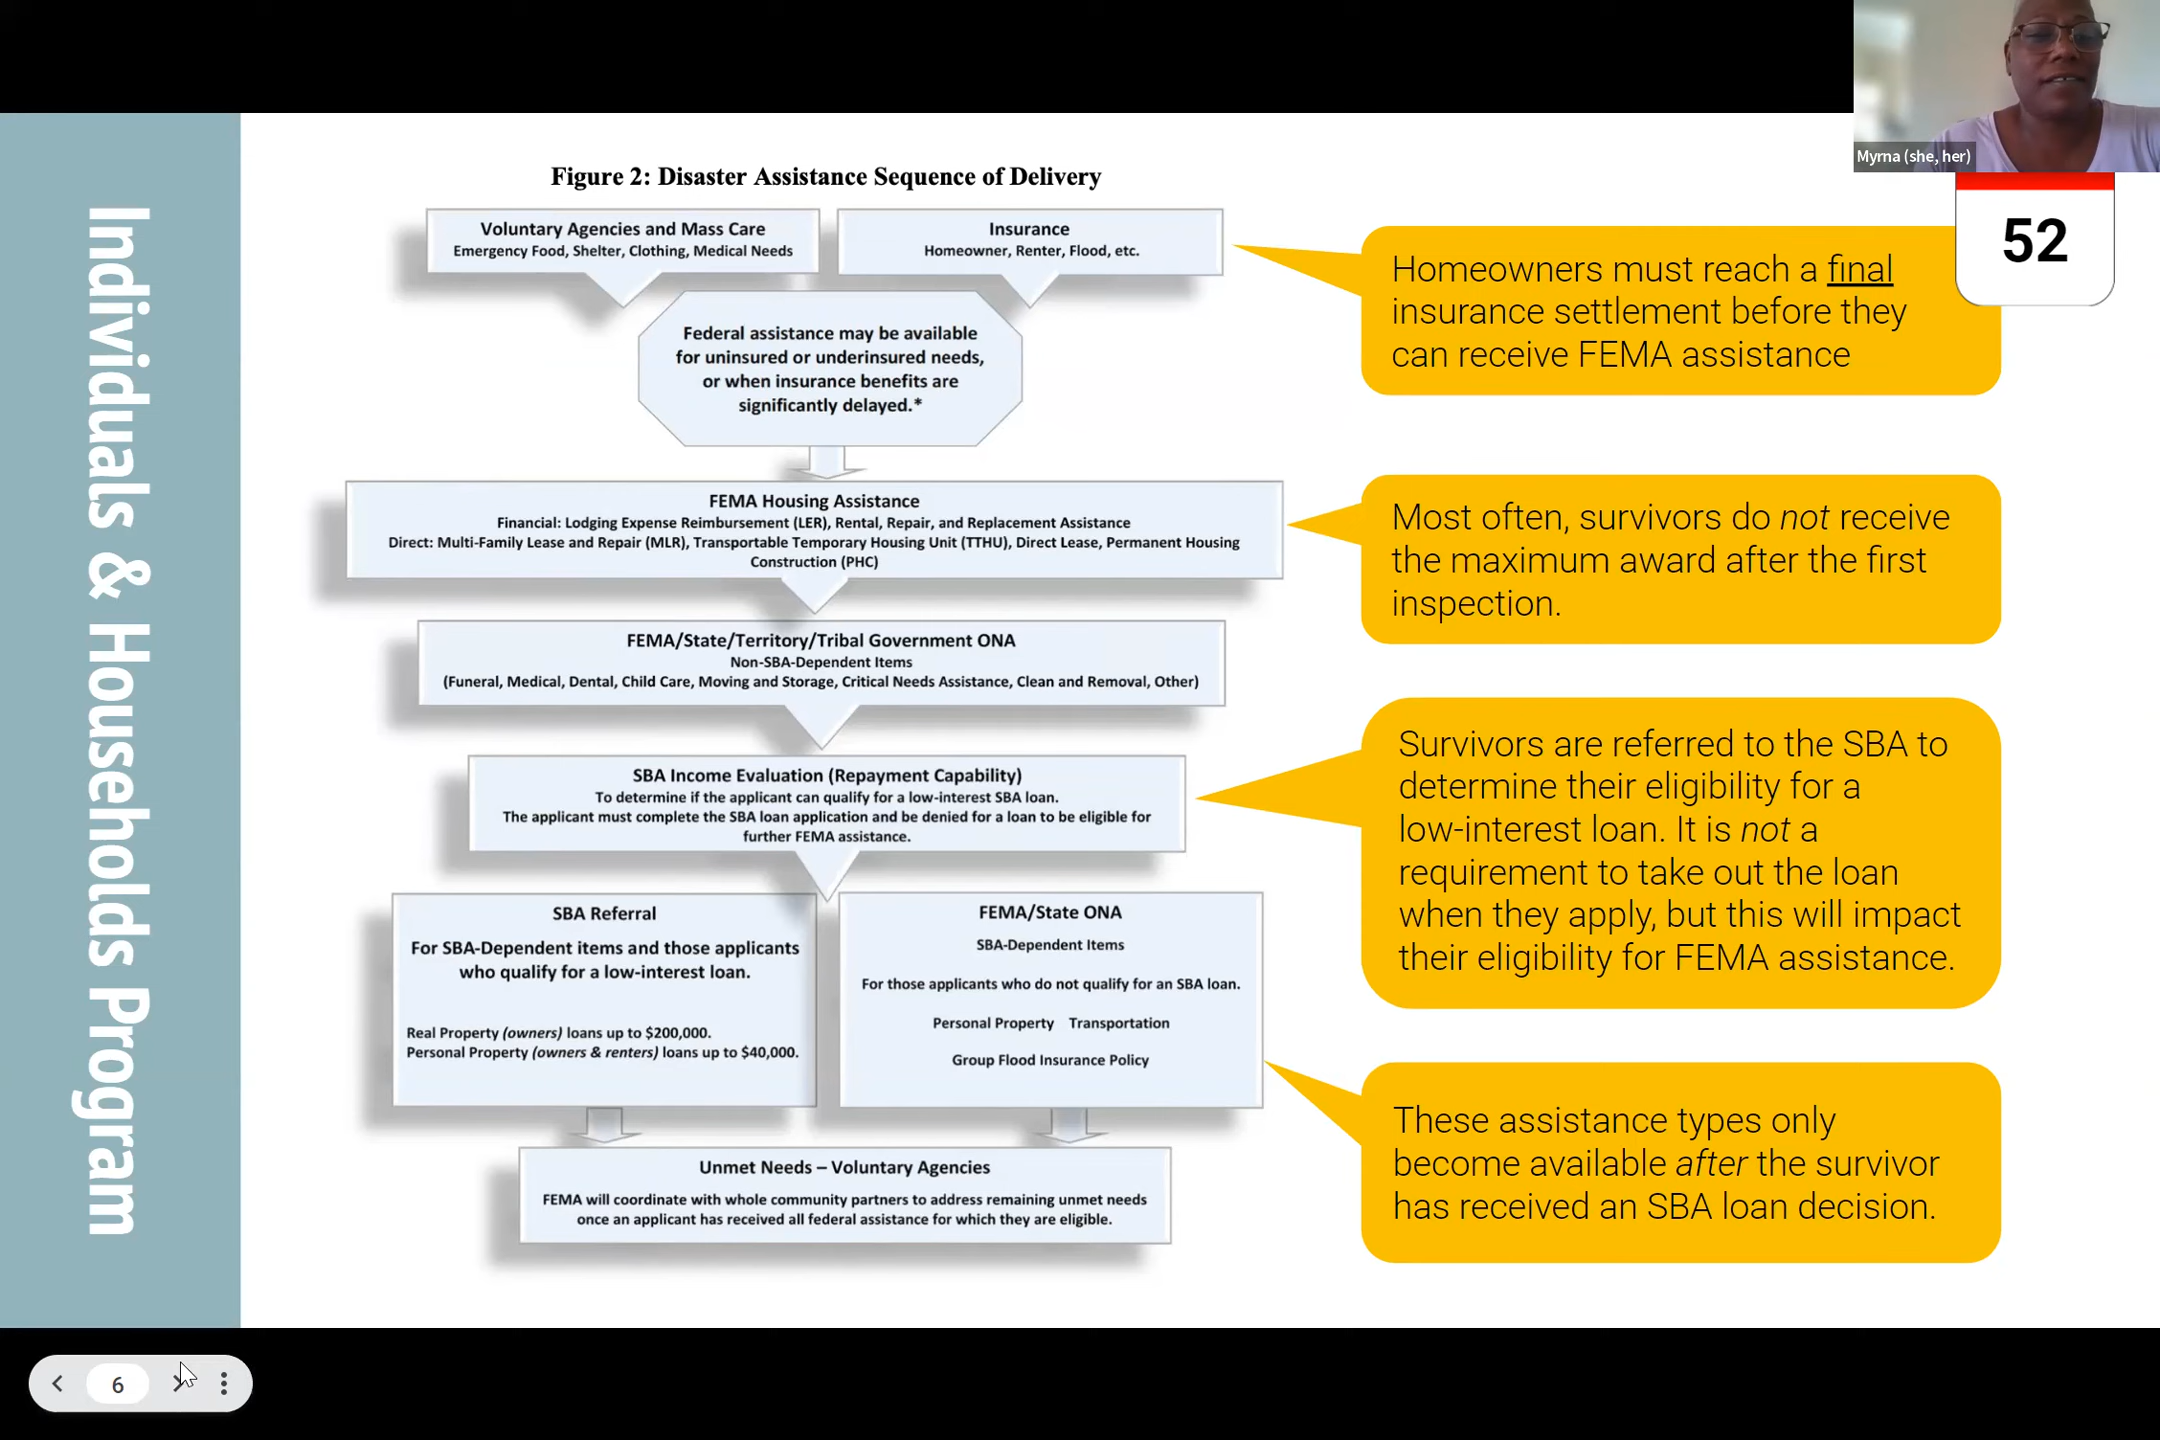 Myrna (she, her)
52
Individuals & Households Program
Figure 2: Disaster Assistance Sequence of Delivery
Voluntary Agencies and Mass Care
Emergency Food, Shelter, Clothing, Medical Needs
Insurance
Homeowner, Renter, Flood, etc.
Homeowners must reach a final
insurance settlement before they
can receive FEMA assistance
Federal assistance may be available
for uninsured or underinsured needs,
or when insurance benefits are
significantly delayed.*
FEMA Housing Assistance
Financial: Lodging Expense Reimbursement (LER), Rental, Repair, and Replacement Assistance
Direct: Multi-Family Lease and Repair (MLR), Transportable Temporary Housing Unit (TTHU), Direct Lease, Permanent Housing
Construction (PHC)
Most often, survivors do not receive
the maximum award after the first
inspection.
FEMA/State/Territory/Tribal Government ONA
Non-SBA-Dependent Items
(Funeral, Medical, Dental, Child Care, Moving and Storage, Critical Needs Assistance, Clean and Removal, Other)
SBA Income Evaluation (Repayment Capability)
To determine if the applicant can qualify for a low-interest SBA loan.
The applicant must complete the SBA loan application and be denied for a loan to be eligible for
further FEMA assistance.
Survivors are referred to the SBA to
determine their eligibility for a
low-interest loan. It is not a
requirement to take out the loan
when they apply, but this will impact
their eligibility for FEMA assistance.
SBA Referral
For SBA-Dependent items and those applicants
who qualify for a low-interest loan.
Real Property (owners) loans up to $200,000.
Personal Property (owners & renters) loans up to $40,000.
FEMA/State ONA
SBA-Dependent Items
For those applicants who do not qualify for an SBA loan.
Personal Property Transportation
Group Flood Insurance Policy
These assistance types only
become available after the survivor
has received an SBA loan decision.
Unmet Needs – Voluntary Agencies
FEMA will coordinate with whole community partners to address remaining unmet needs
once an applicant has received all federal assistance for which they are eligible.
6